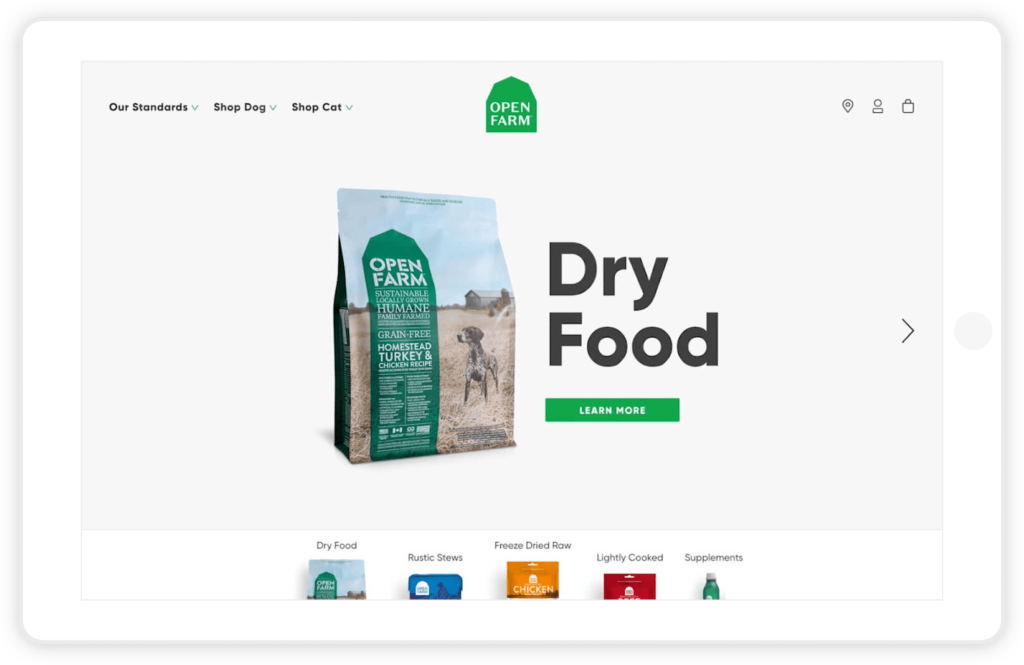 Our Standards Shop Dog Shop Cat
OPEN
FARM
OPEN
FARM
SUSTAINABLE
LOCALLY GROWN
HUMANE
FAMILY FARMED
GRAIN-FREE
HOMESTEAD
TURKEY &
CHICKEN RECIPE
Dry
Food
LEARN MORE
Dry Food
Rustic Stews
Freeze Dried Raw
Lightly Cooked
Supplements
OPEN
FARM
CHICKEN